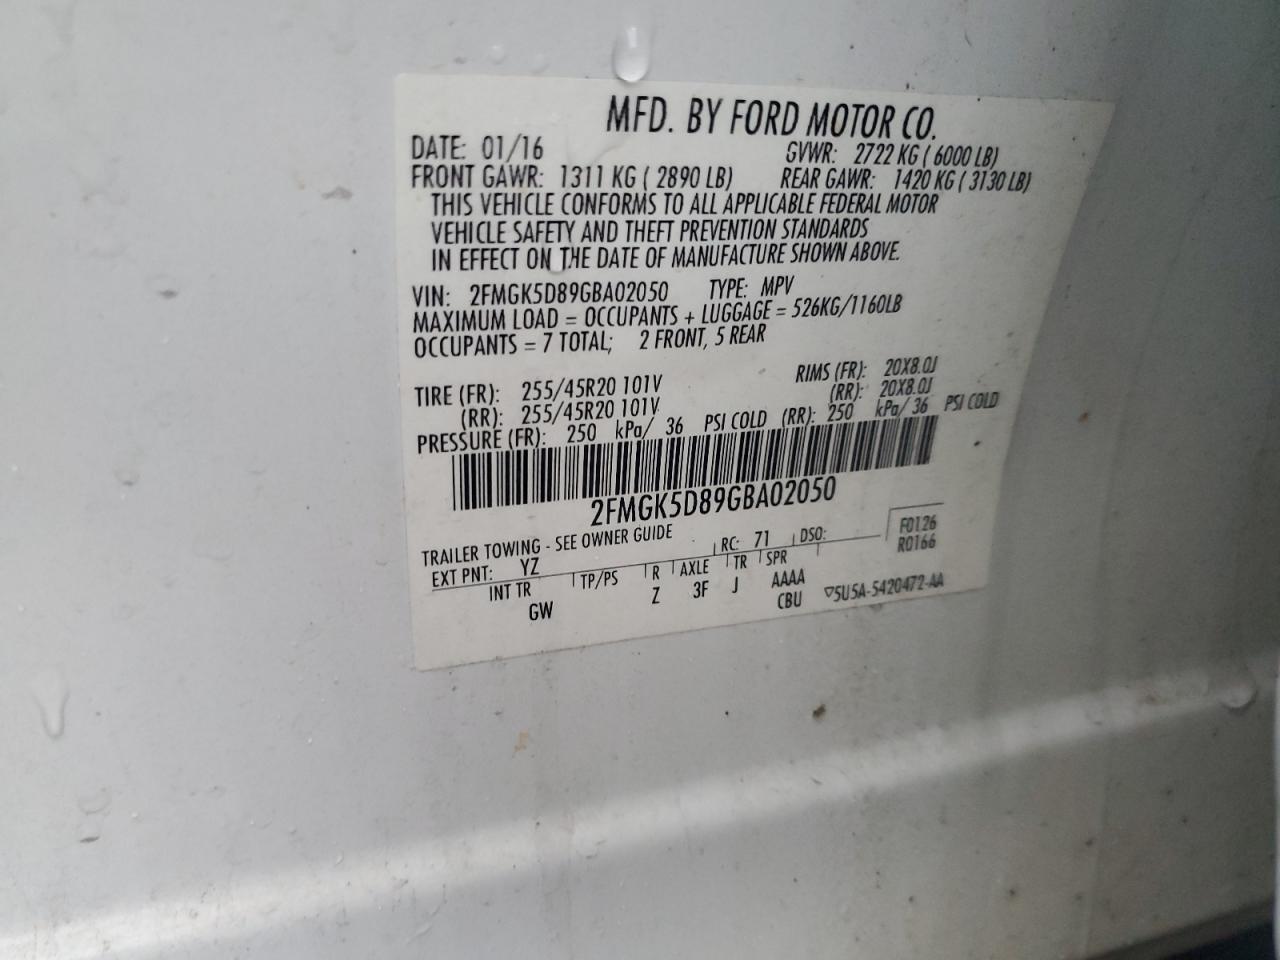 MFD. BY FORD MOTOR CO.
DATE: 01/16 GVWR: 2722 KG ( 6000 LB)
FRONT GAWR: 1311 KG ( 2890 LB) REAR GAWR: 1420 KG ( 3130 LB)
THIS VEHICLE CONFORMS TO ALL APPLICABLE FEDERAL MOTOR
VEHICLE SAFETY AND THEFT PREVENTION STANDARDS
IN EFFECT ON THE DATE OF MANUFACTURE SHOWN ABOVE.
VIN: 2FMGK5D89GBA02050 TYPE: MPV
MAXIMUM LOAD = OCCUPANTS + LUGGAGE = 526KG/1160LB
OCCUPANTS = 7 TOTAL; 2 FRONT, 5 REAR
TIRE (FR): 255/45R20 101V RIMS (FR): 20X8.0J
(RR): 255/45R20 101V (RR): 20X8.0J
PRESSURE (FR): 250 kPa/ 36 PSI COLD (RR): 250 kPa/ 36 PSI COLD
2FMGK5D89GBA02050
TRAILER TOWING - SEE OWNER GUIDE
EXT PNT: YZ RC: 71 DSO: F0126
R0166
INT TR TP/PS R AXLE TR SPR
GW Z 3F J AAAA
CBU ▽5U5A-5420472-AA